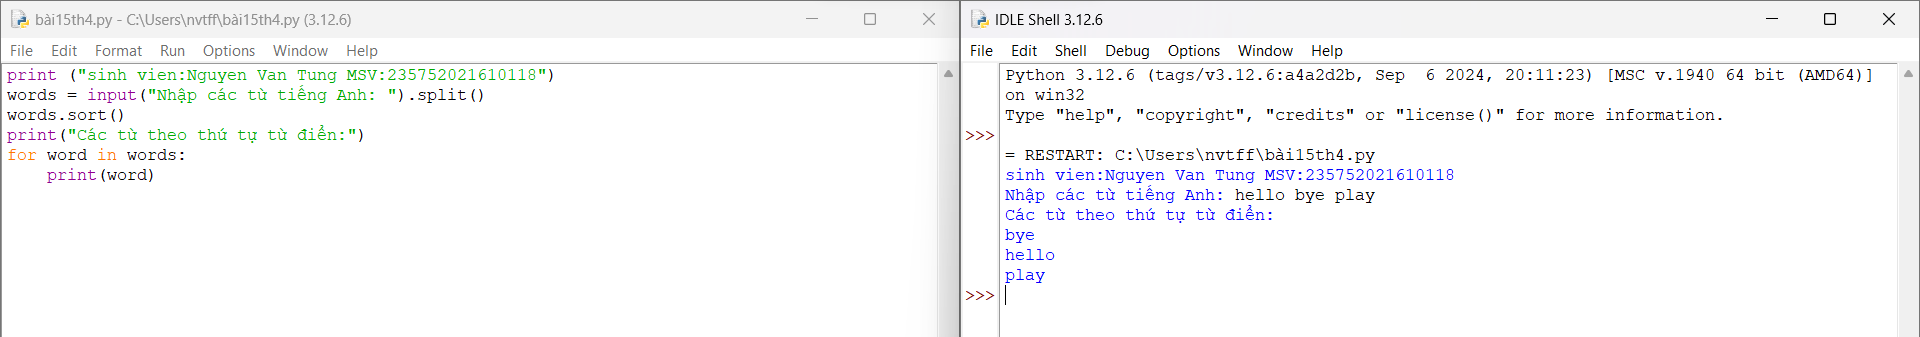 bài15th4.py - C:\Users\nvtff\bài15th4.py (3.12.6)
File Edit Format Run Options Window Help
print ("sinh vien:Nguyen Van Tung MSV:235752021610118")
words = input("Nhập các từ tiếng Anh: ").split()
words.sort()
print("Các từ theo thứ tự từ điển:")
for word in words:
    print(word)
IDLE Shell 3.12.6
File Edit Shell Debug Options Window Help
Python 3.12.6 (tags/v3.12.6:a4a2d2b, Sep  6 2024, 20:11:23) [MSC v.1940 64 bit (AMD64)]
on win32
Type "help", "copyright", "credits" or "license()" for more information.
>>>
= RESTART: C:\Users\nvtff\bài15th4.py
sinh vien:Nguyen Van Tung MSV:235752021610118
Nhập các từ tiếng Anh: hello bye play
Các từ theo thứ tự từ điển:
bye
hello
play
>>>